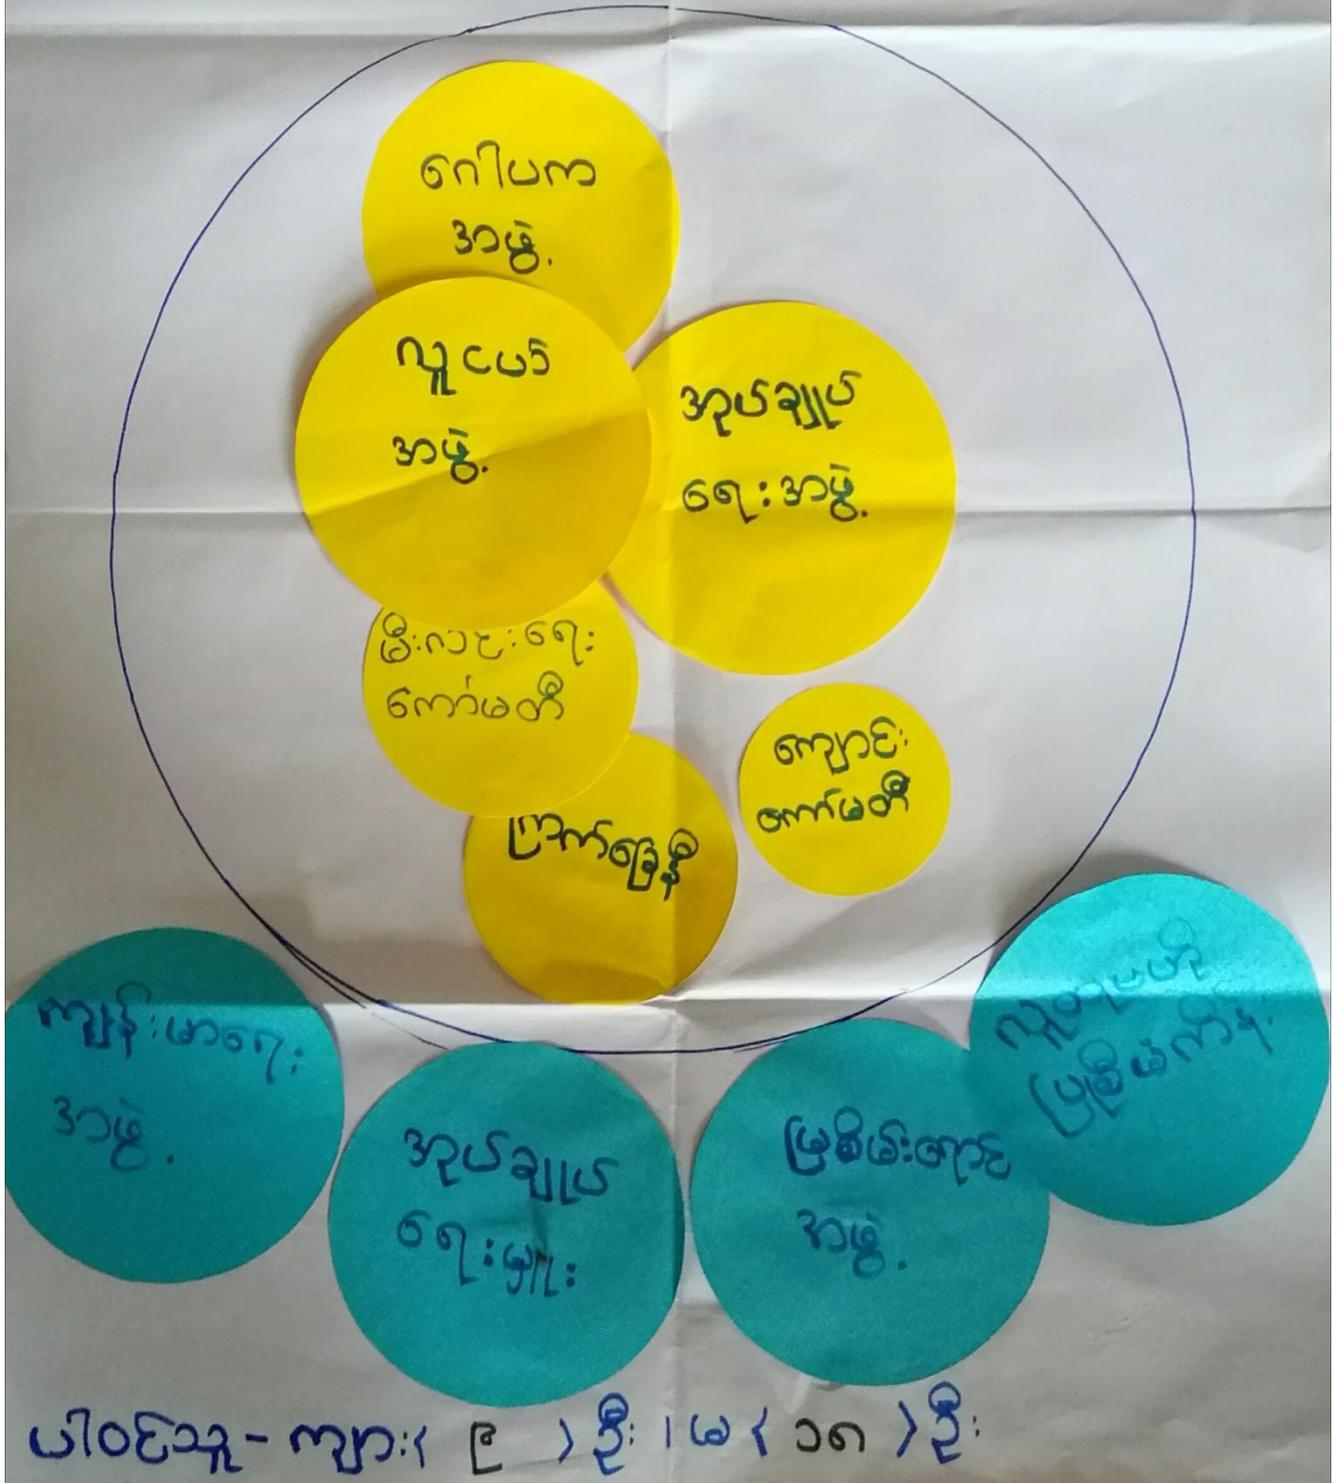 ဂေါပက
အဖွဲ့
လူငယ်
အဖွဲ့
အုပ်ချုပ်
ရေးအဖွဲ့
မီးလင်းရေး
ကော်မတီ
ကျောင်း
ကော်မတီ
ကြက်ခြေနီ
ကျန်းမာရေး
အဖွဲ့
အုပ်ချုပ်
ရေးမှူး
မြစိမ်းရောင်
အဖွဲ့
ပါဝင်သူ - ကျား < ၉ > ဦး ၊ မ < ၁၈ > ဦး